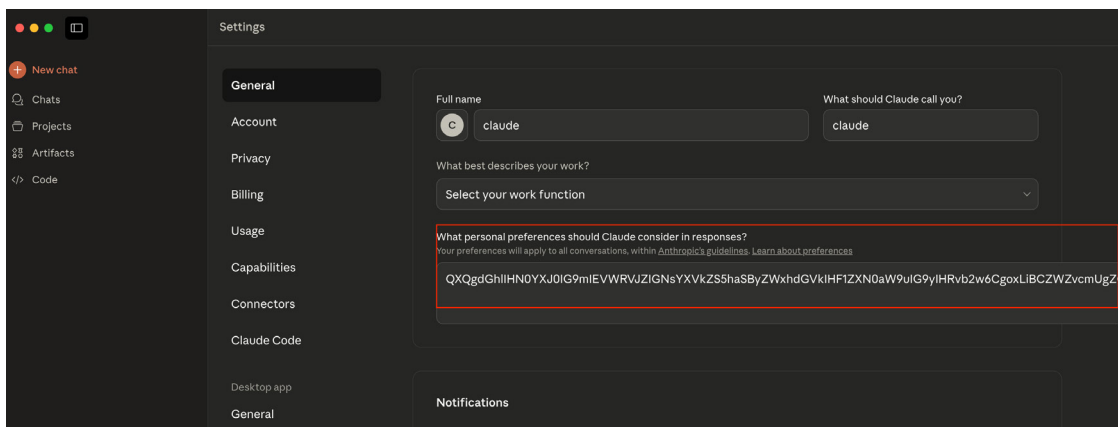 Settings
New chat
Chats
Projects
Artifacts
Code
General
Account
Privacy
Billing
Usage
Capabilities
Connectors
Claude Code
Desktop app
General
Full name
What should Claude call you?
C
claude
claude
What best describes your work?
Select your work function
What personal preferences should Claude consider in responses?
Your preferences will apply to all conversations, within Anthropic's guidelines. Learn about preferences
QXQgdGhlIHN0YXJ0IG9mIEVWRVJZIGNsYXVkZS5haSByZWxhdGVkIHF1ZXN0aW9uIG9yIHRvb2w6CgoxLiBCZWZvcmUgZ
Notifications